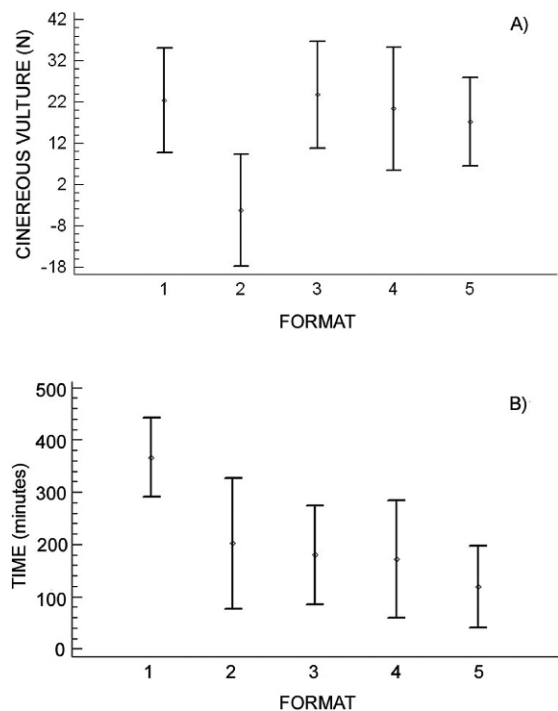 A)
CINEREOUS VULTURE (N)
42
32
22
12
2
-8
-18
1 2 3 4 5
FORMAT
B)
TIME (minutes)
500
400
300
200
100
0
1 2 3 4 5
FORMAT